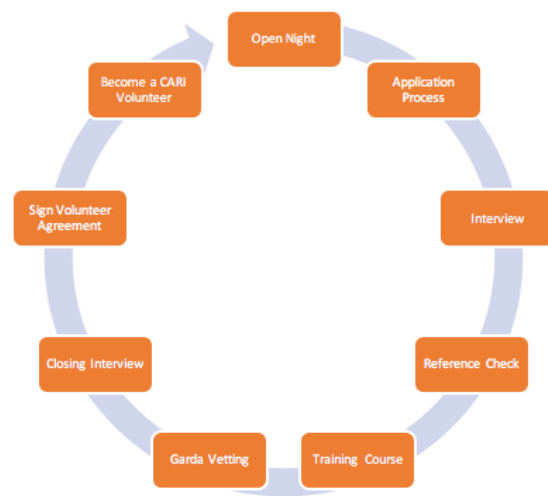 Open Night
Application
Process
Interview
Reference Check
Training Course
Garda Vetting
Closing Interview
Sign Volunteer
Agreement
Become a CARI
Volunteer